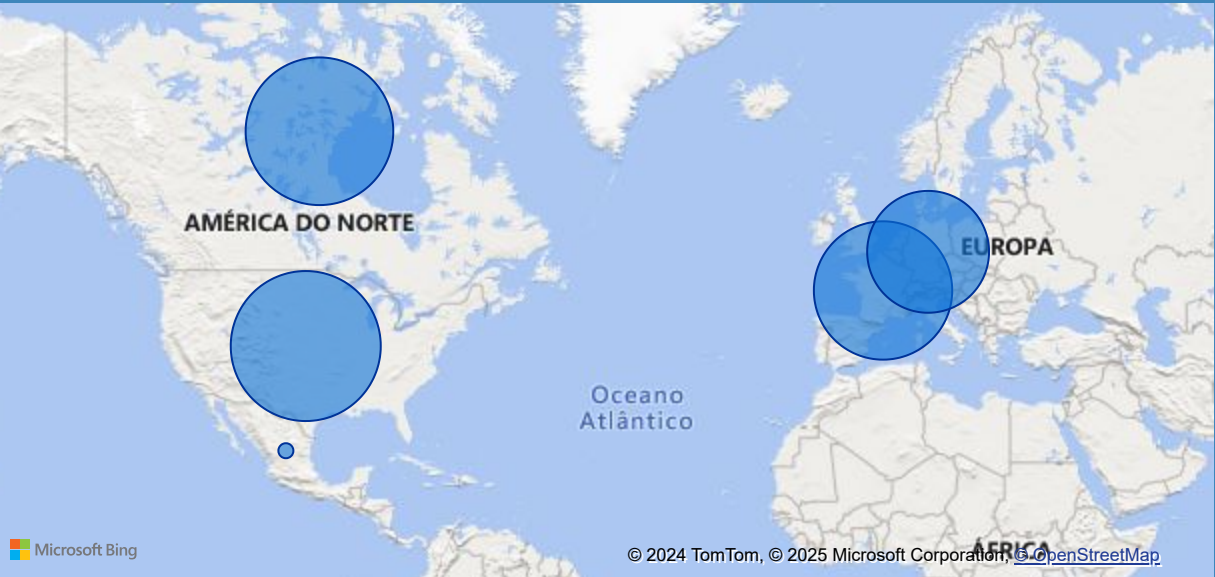 AMÉRICA DO NORTE
EUROPA
Oceano
Atlântico
ÁFRICA
Microsoft Bing
© 2024 TomTom, © 2025 Microsoft Corporation, © OpenStreetMap